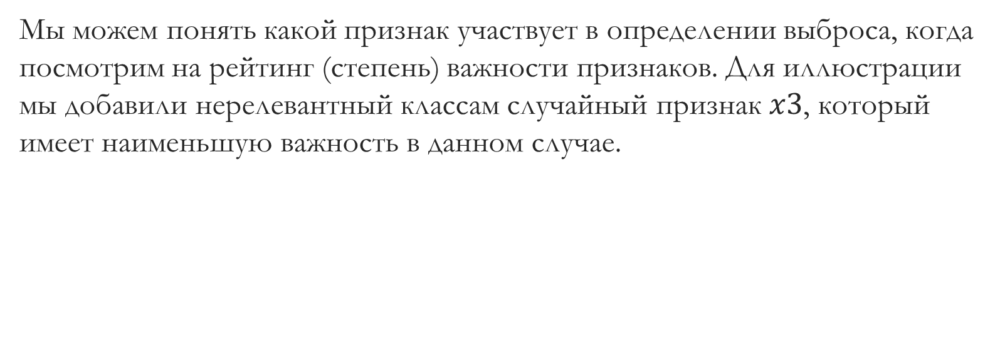 Мы можем понять какой признак участвует в определении выброса, когда
посмотрим на рейтинг (степень) важности признаков. Для иллюстрации
мы добавили нерелевантный классам случайный признак x3, который
имеет наименьшую важность в данном случае.